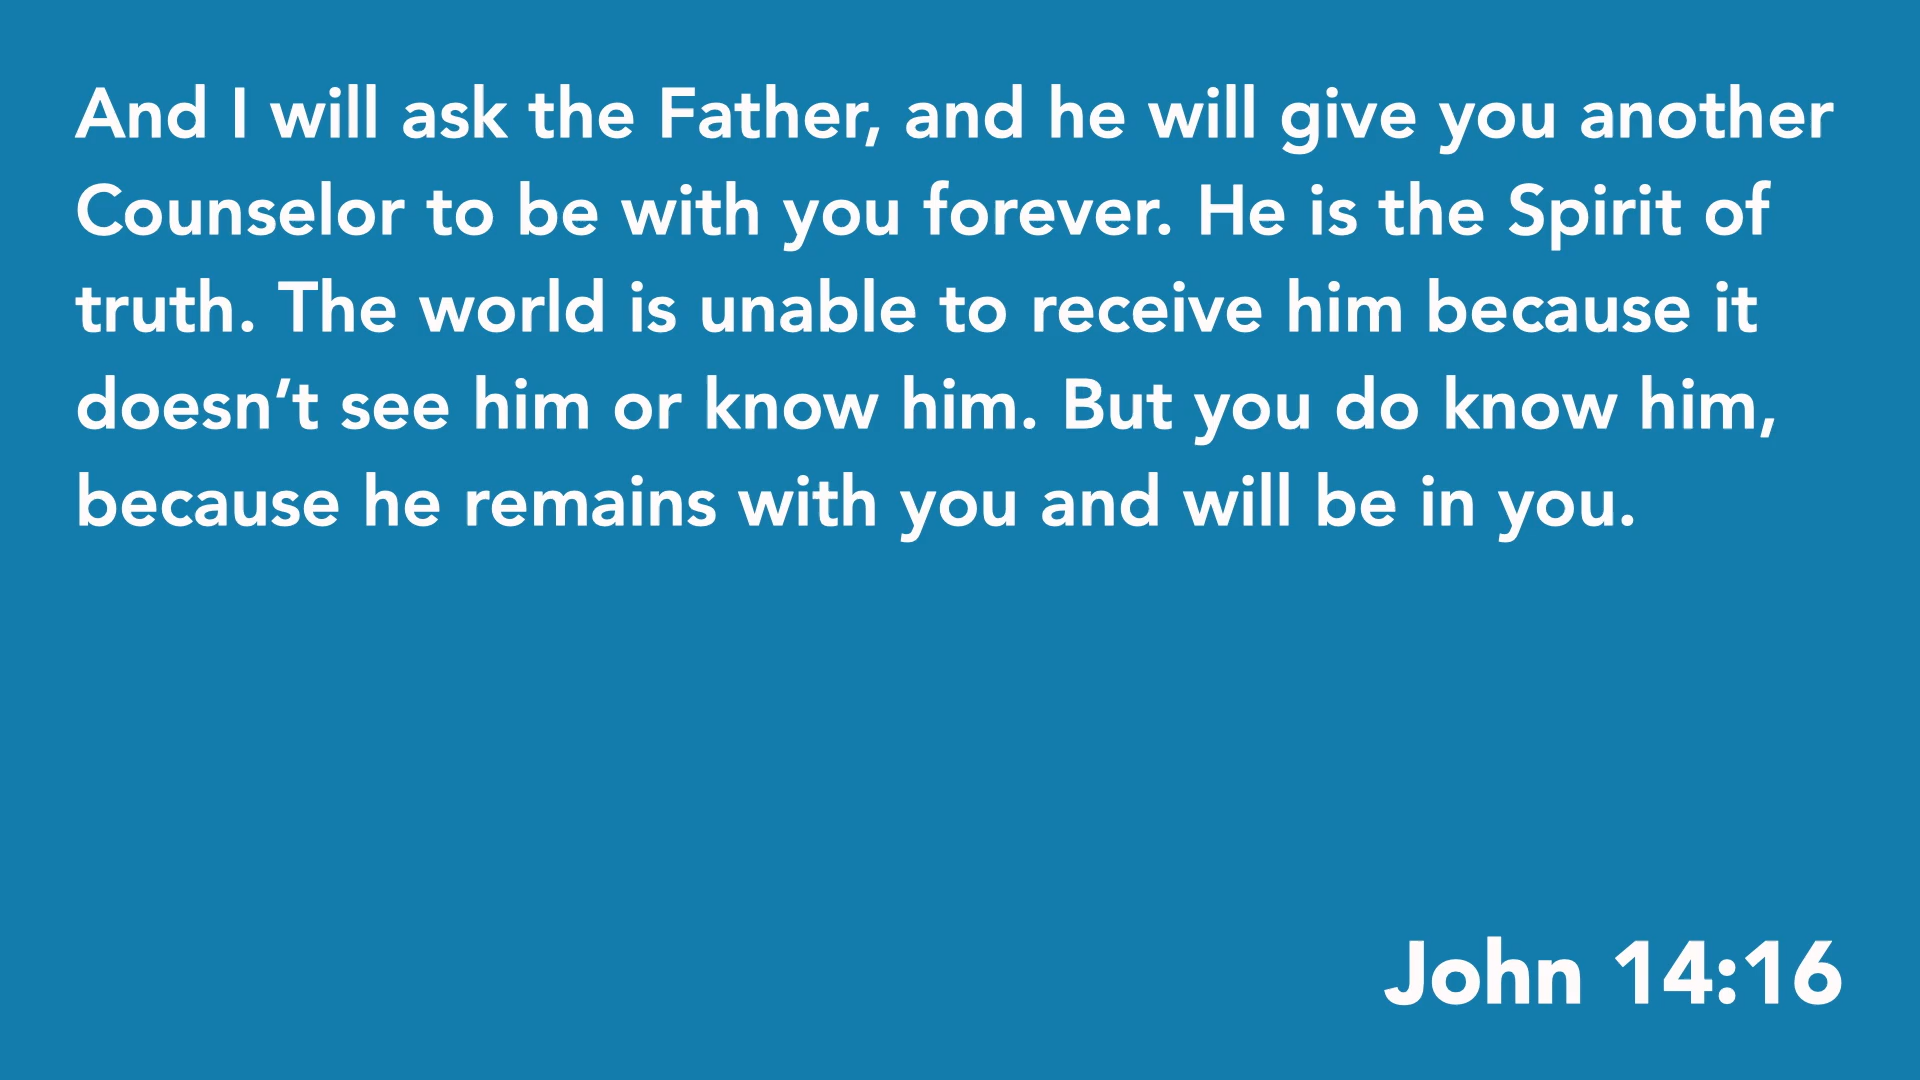 And I will ask the Father, and he will give you another
Counselor to be with you forever. He is the Spirit of
truth. The world is unable to receive him because it
doesn’t see him or know him. But you do know him,
because he remains with you and will be in you.
John 14:16